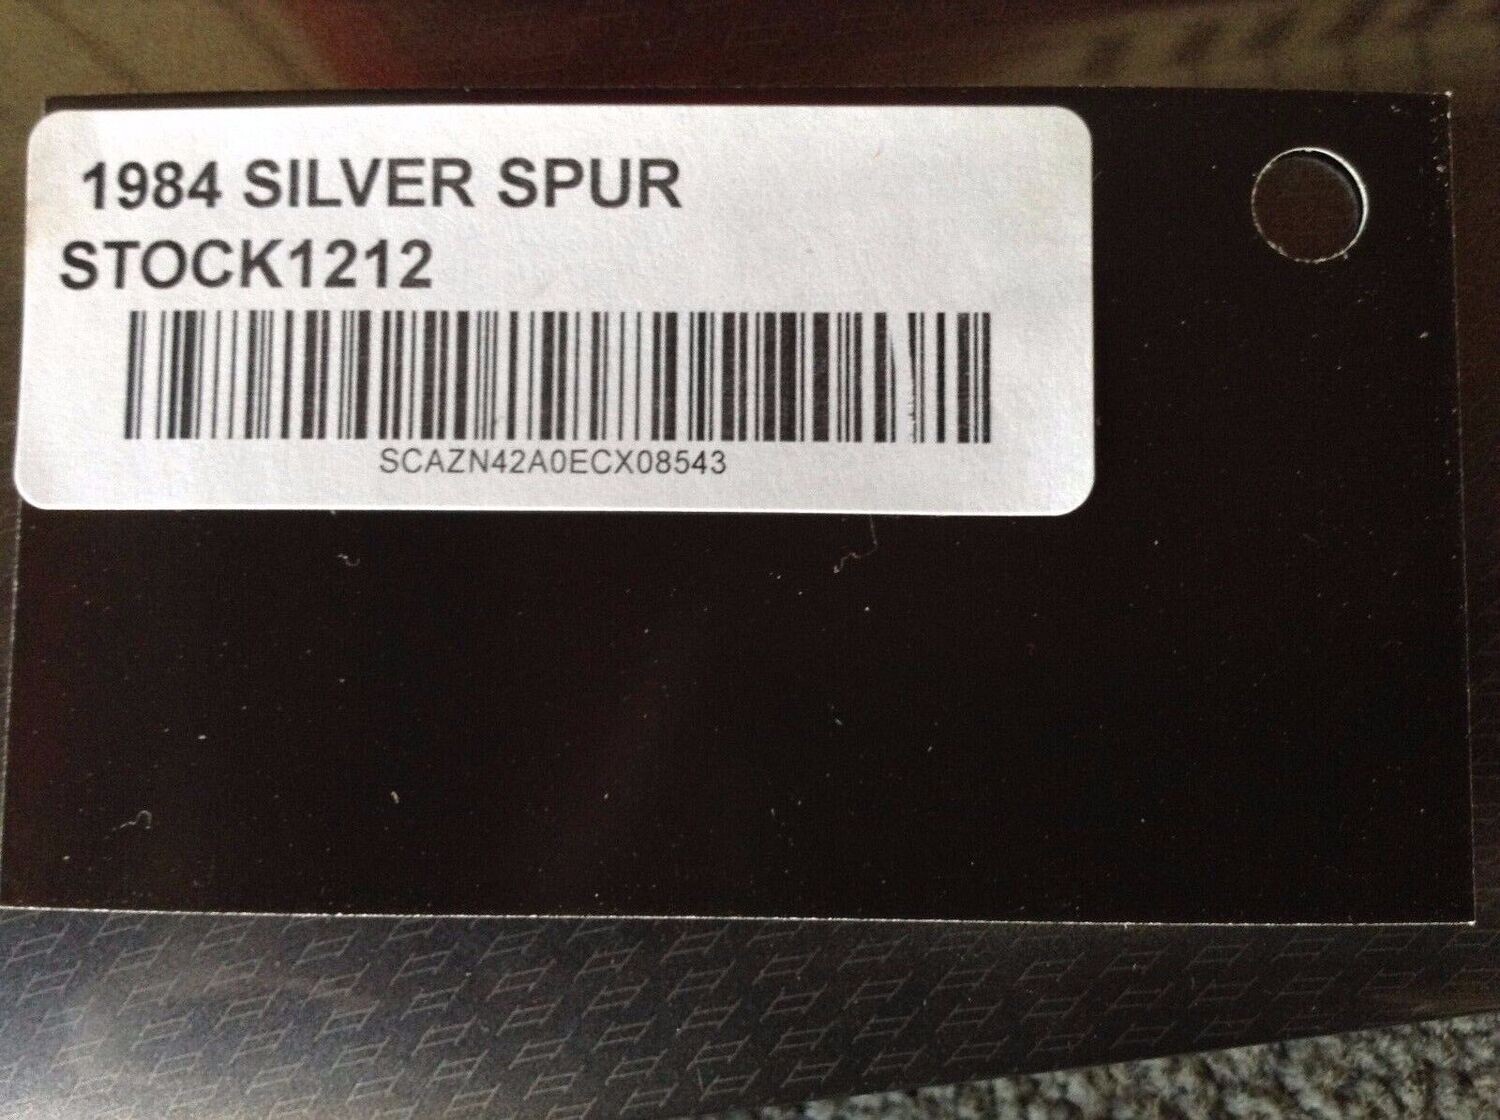 1984 SILVER SPUR
STOCK1212
SCAZN42A0ECX08543